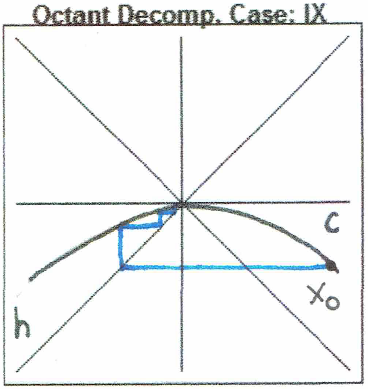 Octant Decomp. Case: IX
C
X0
h